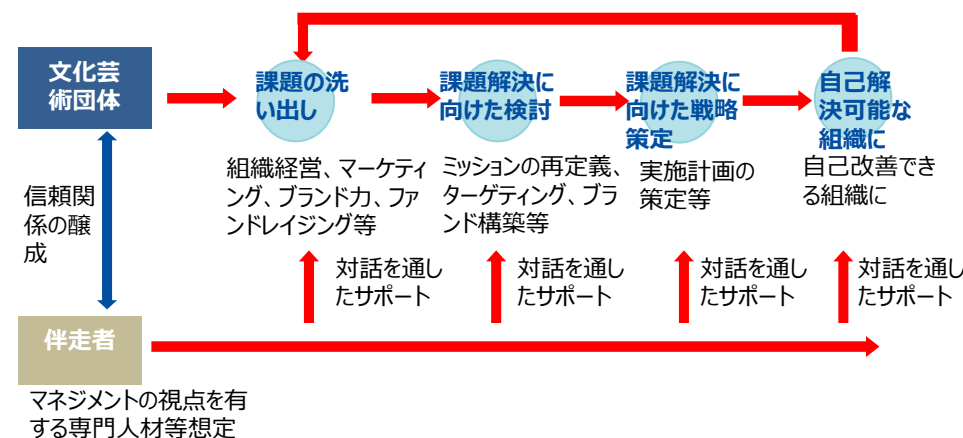 文化芸
術団体
課題の洗
い出し
課題解決に
向けた検討
課題解決に
向けた戦略
策定
自己解
決可能な
組織に
組織経営、マーケティ
ング、ブランド力、ファ
ンドレイジング等
ミッションの再定義、
ターゲティング、ブラ
ンド構築等
実施計画の
策定等
自己改善でき
る組織に
信頼関
係の醸
成
対話を通し
たサポート
対話を通し
たサポート
対話を通し
たサポート
対話を通し
たサポート
伴走者
マネジメントの視点を有
する専門人材等想定